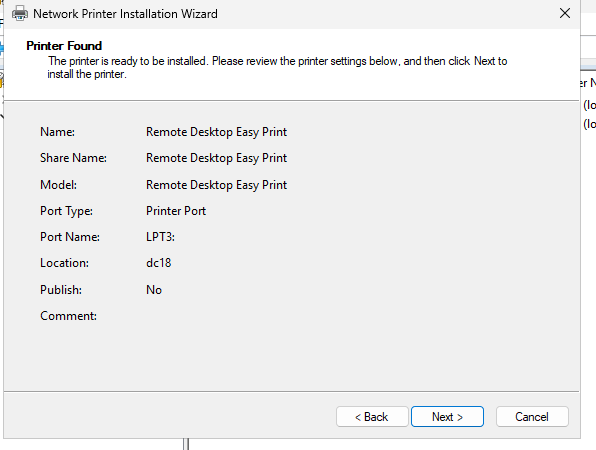 Network Printer Installation Wizard
Printer Found
The printer is ready to be installed. Please review the printer settings below, and then click Next to
install the printer.
Name: Remote Desktop Easy Print
Share Name: Remote Desktop Easy Print
Model: Remote Desktop Easy Print
Port Type: Printer Port
Port Name: LPT3:
Location: dc18
Publish: No
Comment:
< Back Next > Cancel
er N
(lo
(lo